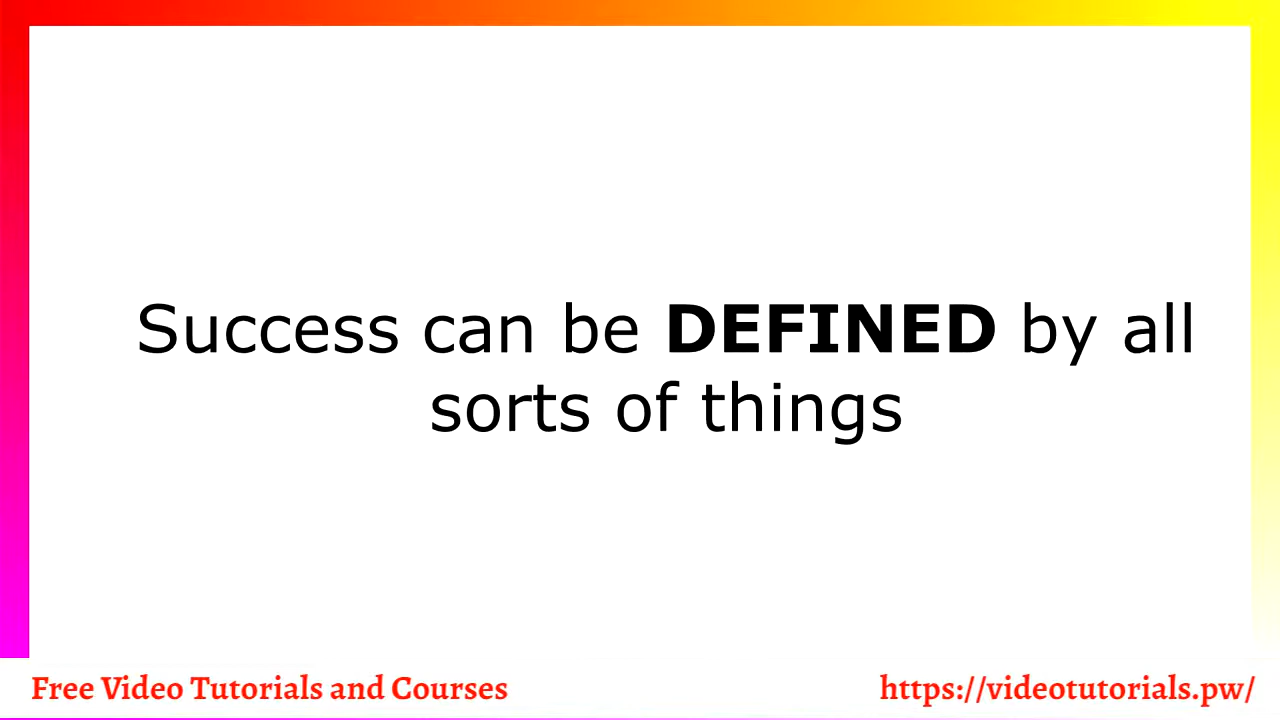 Success can be DEFINED by all
sorts of things
Free Video Tutorials and Courses
https://videotutorials.pw/